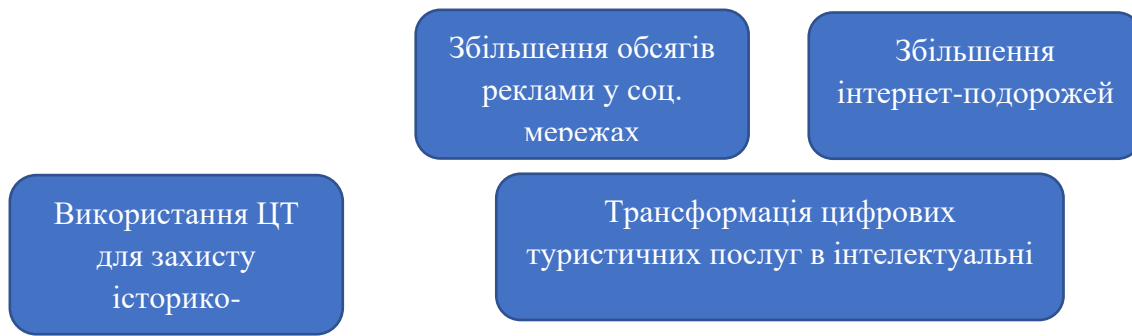 Збільшення обсягів
реклами у соц.
мережах
Збільшення
інтернет-подорожей
Використання ЦТ
для захисту
історико-
Трансформація цифрових
туристичних послуг в інтелектуальні